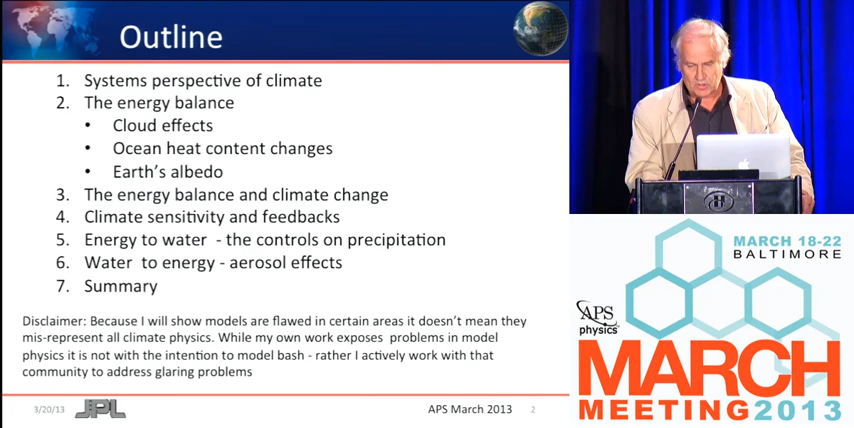 Outline
1. Systems perspective of climate
2. The energy balance
• Cloud effects
• Ocean heat content changes
• Earth's albedo
3. The energy balance and climate change
4. Climate sensitivity and feedbacks
5. Energy to water - the controls on precipitation
6. Water to energy - aerosol effects
7. Summary
Disclaimer: Because I will show models are flawed in certain areas it doesn't mean they
mis-represent all climate physics. While my own work exposes problems in model
physics it is not with the intention to model bash - rather I actively work with that
community to address glaring problems
3/20/13
JPL
APS March 2013
2
MARCH 18-22
BALTIMORE
APS
physics
MARCH
MEETING2013